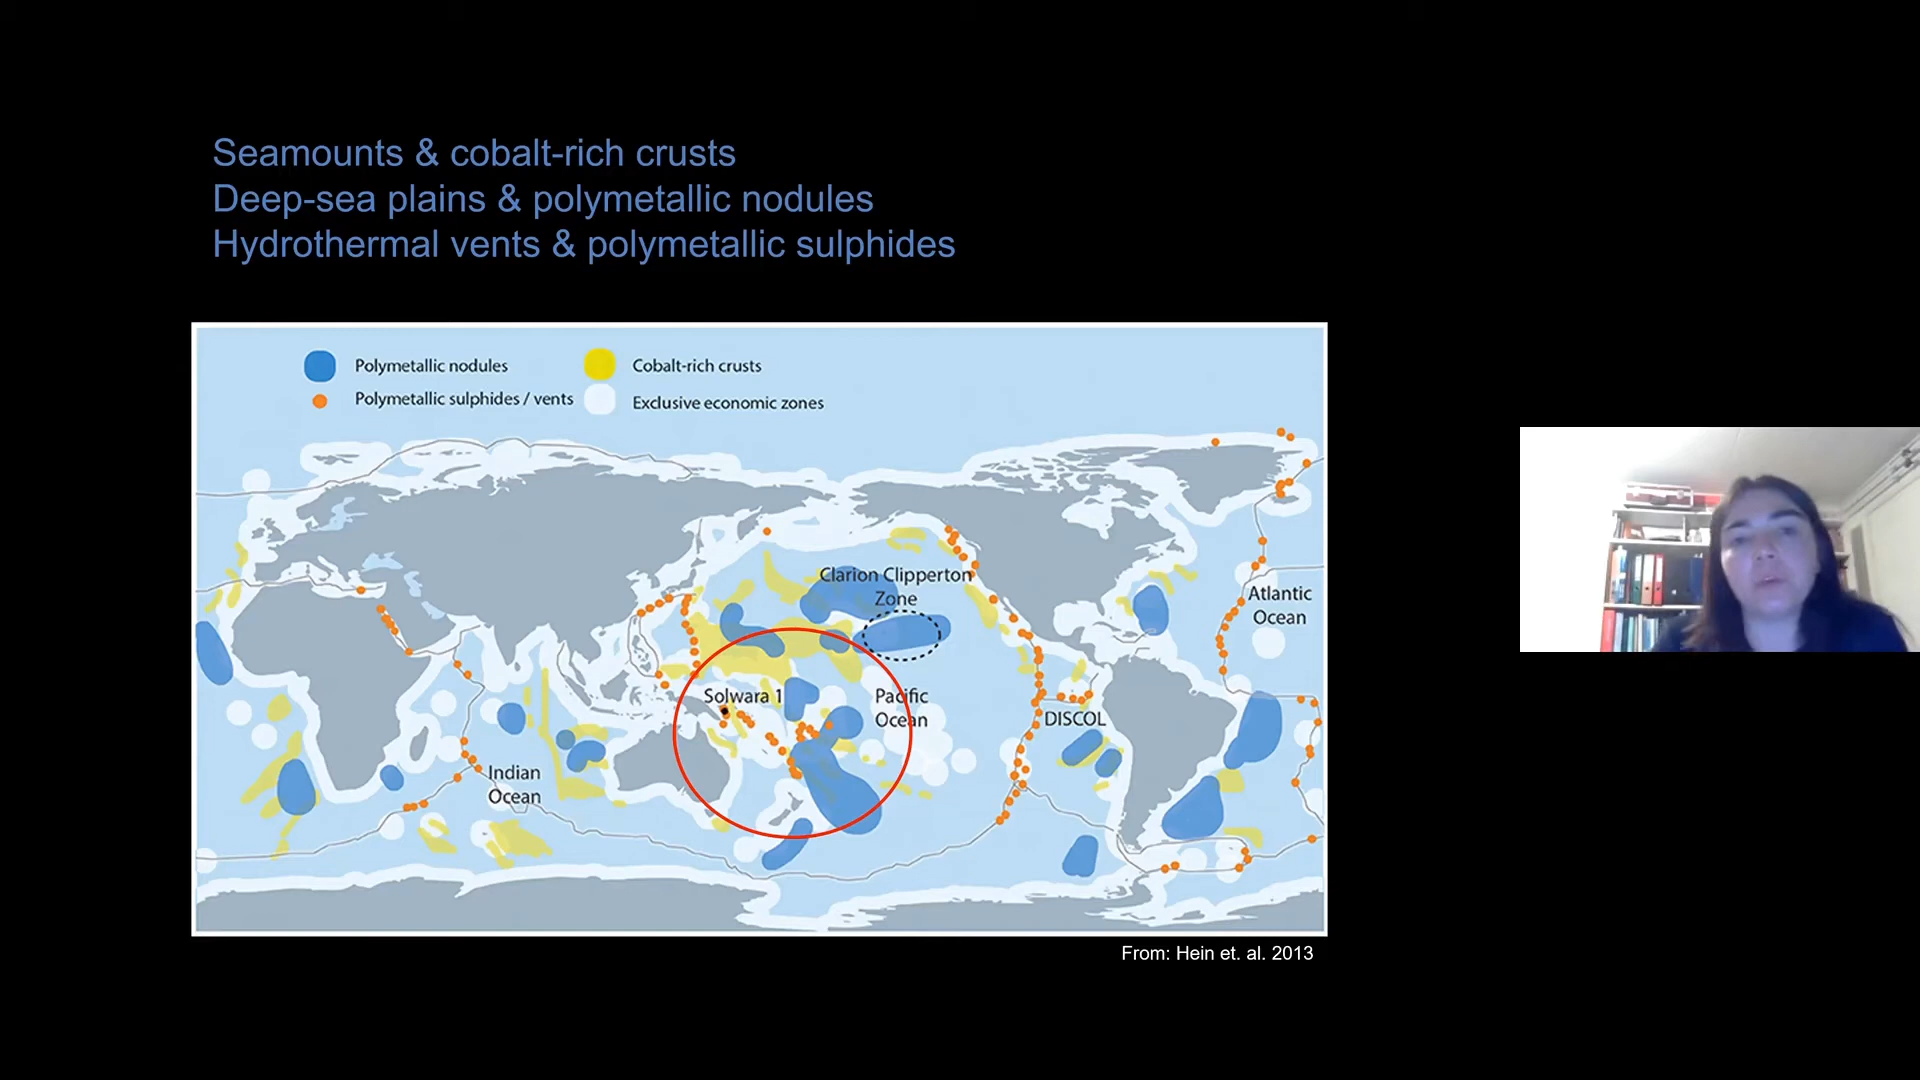 Seamounts & cobalt-rich crusts
Deep-sea plains & polymetallic nodules
Hydrothermal vents & polymetallic sulphides
Polymetallic nodules
Cobalt-rich crusts
Polymetallic sulphides / vents
Exclusive economic zones
Clarion Clipperton
Zone
Atlantic
Ocean
Solwara 1
Pacific
Ocean
DISCOL
Indian
Ocean
From: Hein et. al. 2013